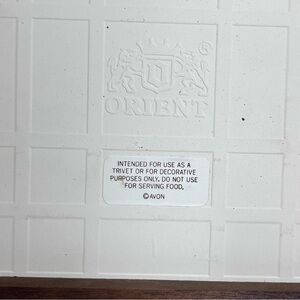 ORIENT
INTENDED FOR USE AS A
TRIVET OR FOR DECORATIVE
PURPOSES ONLY. DO NOT USE
FOR SERVING FOOD.
© AVON